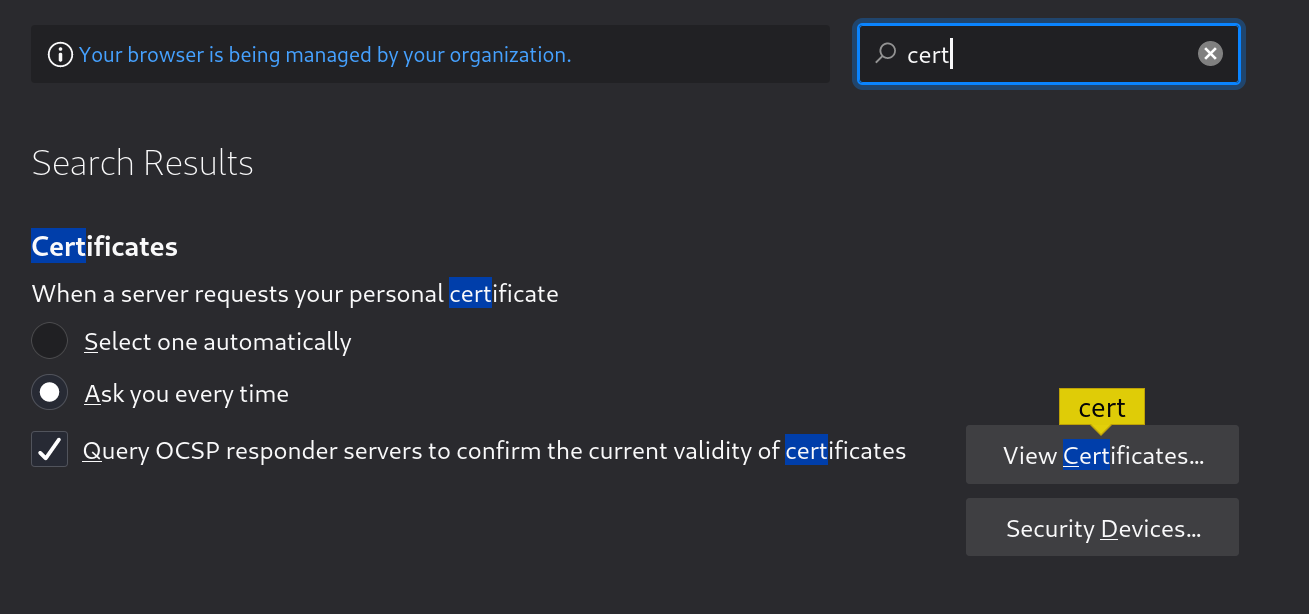 Your browser is being managed by your organization.
cert
Search Results
Certificates
When a server requests your personal certificate
Select one automatically
Ask you every time
Query OCSP responder servers to confirm the current validity of certificates
cert
View Certificates...
Security Devices...